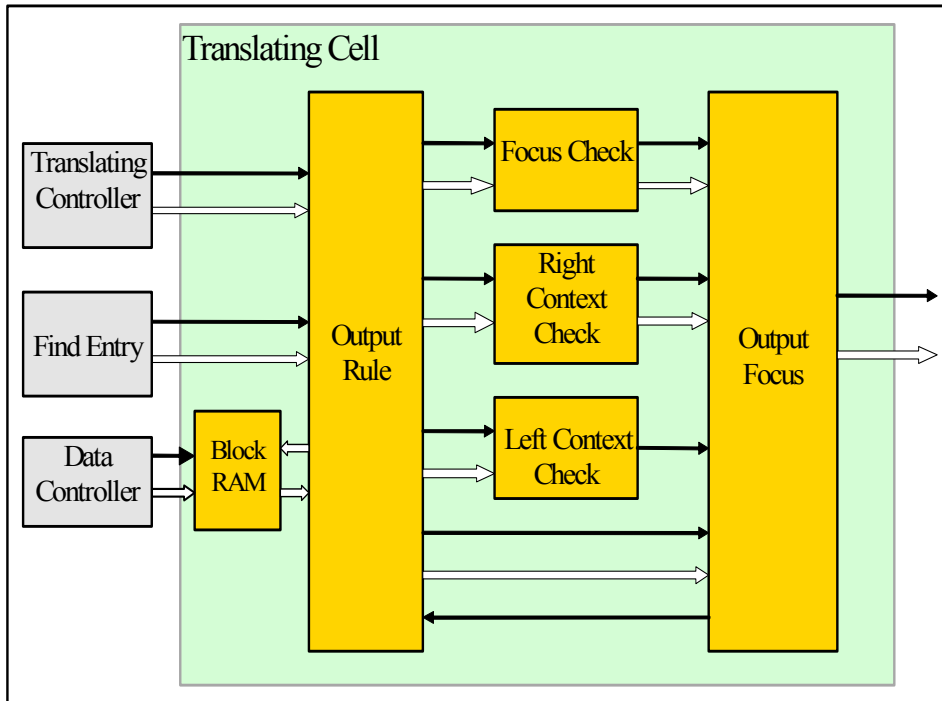 Translating Cell
Translating
Controller
Find Entry
Data
Controller
Block
RAM
Output
Rule
Focus Check
Right
Context
Check
Left Context
Check
Output
Focus